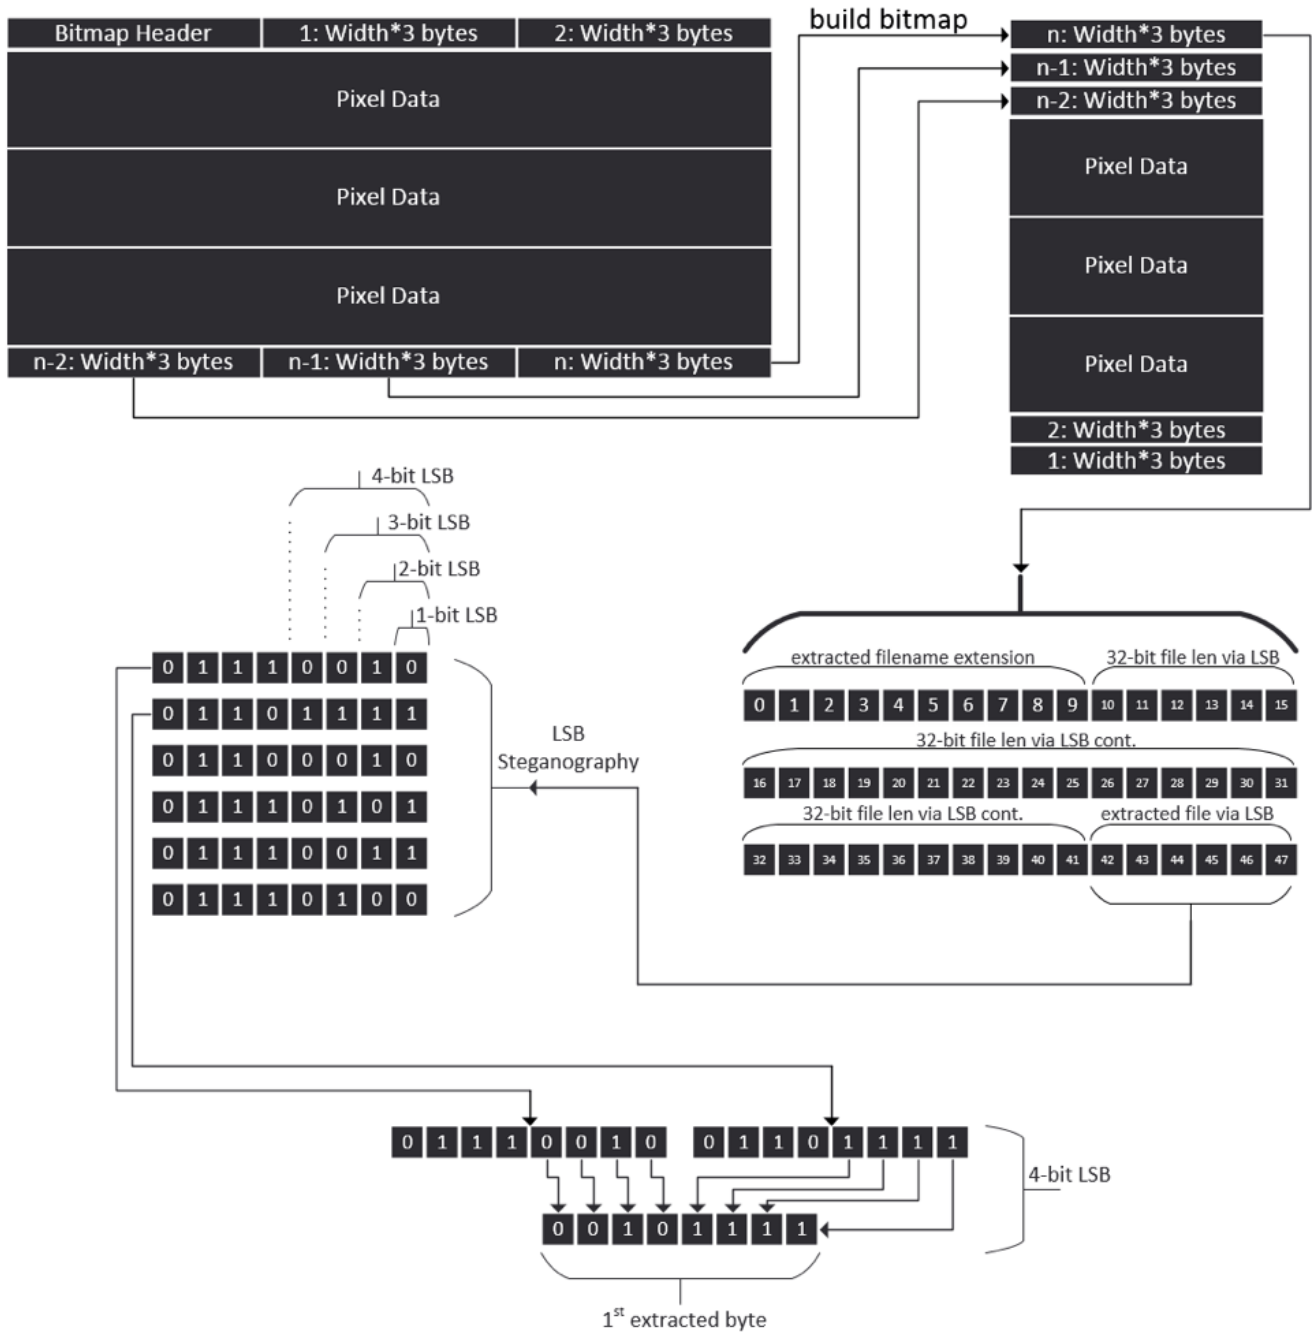 build bitmap
Bitmap Header 1: Width*3 bytes 2: Width*3 bytes
Pixel Data
Pixel Data
Pixel Data
n-2: Width*3 bytes n-1: Width*3 bytes n: Width*3 bytes
n: Width*3 bytes
n-1: Width*3 bytes
n-2: Width*3 bytes
Pixel Data
Pixel Data
Pixel Data
2: Width*3 bytes
1: Width*3 bytes
4-bit LSB
3-bit LSB
2-bit LSB
1-bit LSB
0 1 1 1 0 0 1 0
0 1 1 0 1 1 1 1
0 1 1 0 0 0 1 0
0 1 1 1 0 1 0 1
0 1 1 1 0 0 1 1
0 1 1 1 0 1 0 0
LSB
Steganography
extracted filename extension 32-bit file len via LSB
0 1 2 3 4 5 6 7 8 9 10 11 12 13 14 15
32-bit file len via LSB cont.
16 17 18 19 20 21 22 23 24 25 26 27 28 29 30 31
32-bit file len via LSB cont. extracted file via LSB
32 33 34 35 36 37 38 39 40 41 42 43 44 45 46 47
0 1 1 1 0 0 1 0 0 1 1 0 1 1 1 1
4-bit LSB
0 0 1 0 1 1 1 1
1st extracted byte